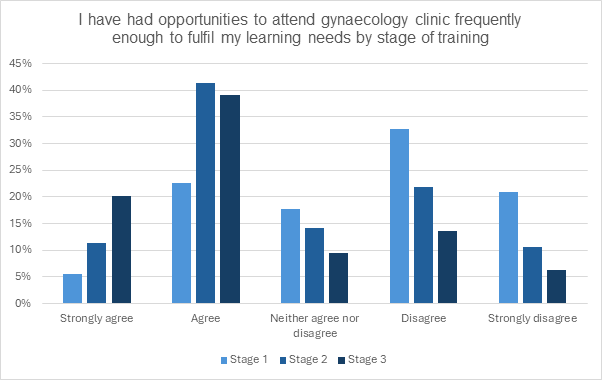 I have had opportunities to attend gynaecology clinic frequently
enough to fulfil my learning needs by stage of training
45%
40%
35%
30%
25%
20%
15%
10%
5%
0%
Strongly agree
Agree
Neither agree nor
disagree
Disagree
Strongly disagree
Stage 1
Stage 2
Stage 3